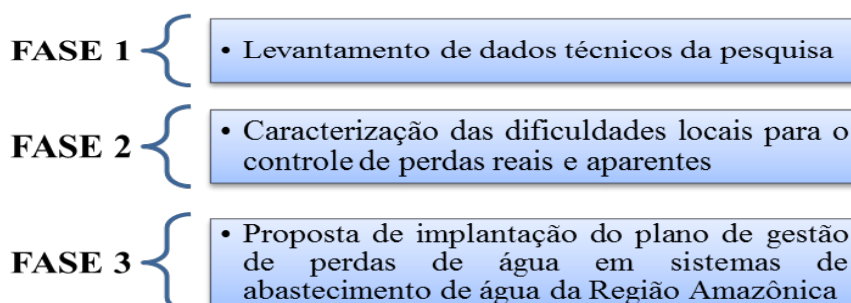 FASE 1
• Levantamento de dados técnicos da pesquisa
FASE 2
• Caracterização das dificuldades locais para o
controle de perdas reais e aparentes
FASE 3
• Proposta de implantação do plano de gestão
de perdas de água em sistemas de
abastecimento de água da Região Amazônica